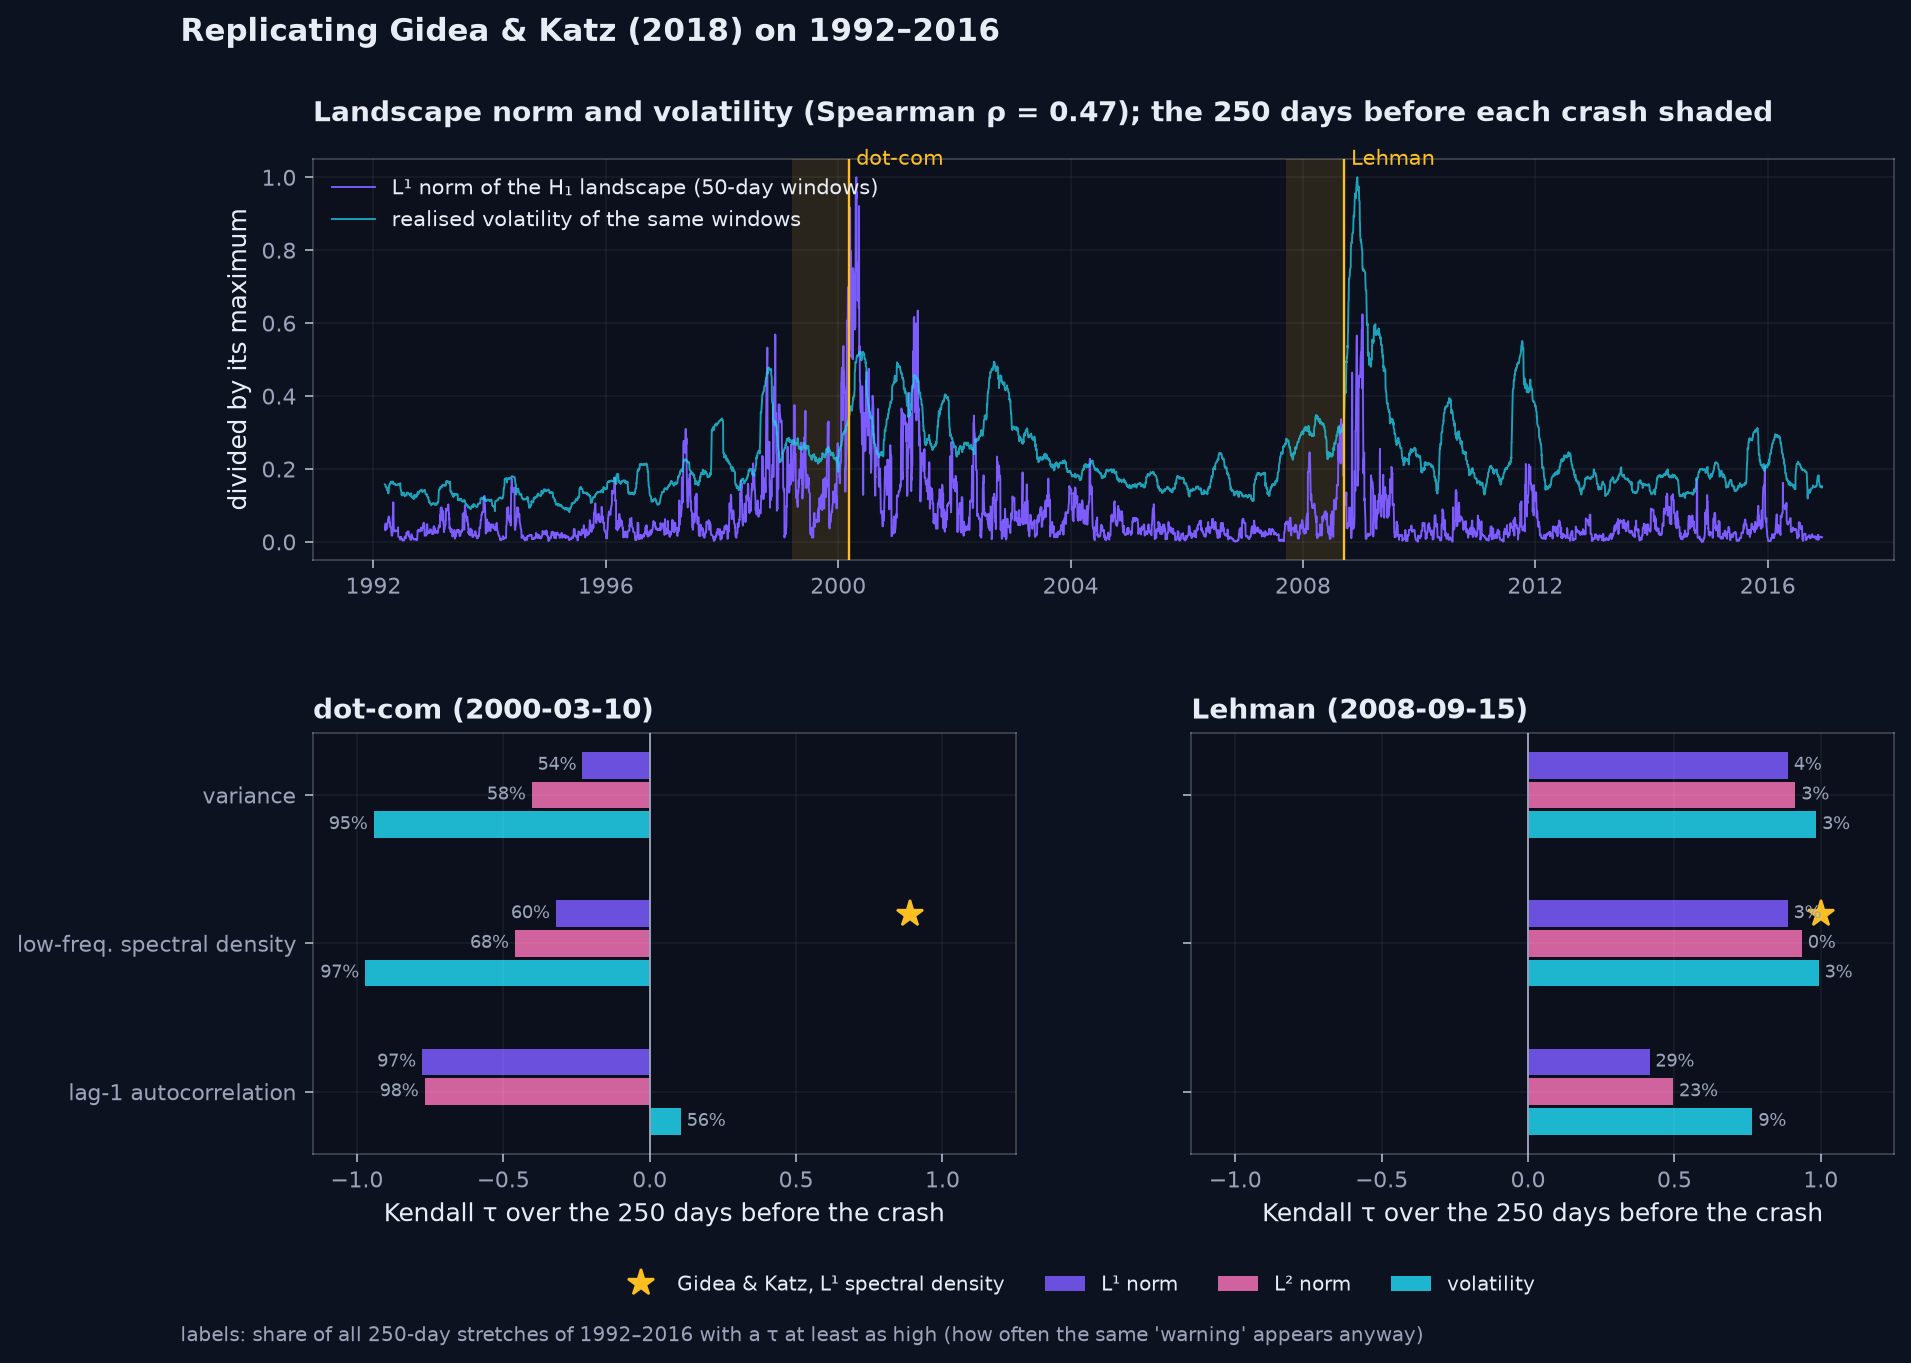 Replicating Gidea & Katz (2018) on 1992–2016
Landscape norm and volatility (Spearman ρ = 0.47); the 250 days before each crash shaded
dot-com
Lehman
L¹ norm of the H₁ landscape (50-day windows)
realised volatility of the same windows
divided by its maximum
1.0
0.8
0.6
0.4
0.2
0.0
1992 1996 2000 2004 2008 2012 2016
dot-com (2000-03-10)
variance
low-freq. spectral density
lag-1 autocorrelation
54%
58%
95%
60%
68%
97%
97%
98%
56%
−1.0 −0.5 0.0 0.5 1.0
Kendall τ over the 250 days before the crash
Lehman (2008-09-15)
4%
3%
3%
3%
0%
3%
29%
23%
9%
−1.0 −0.5 0.0 0.5 1.0
Kendall τ over the 250 days before the crash
Gidea & Katz, L¹ spectral density L¹ norm L² norm volatility
labels: share of all 250-day stretches of 1992–2016 with a τ at least as high (how often the same 'warning' appears anyway)